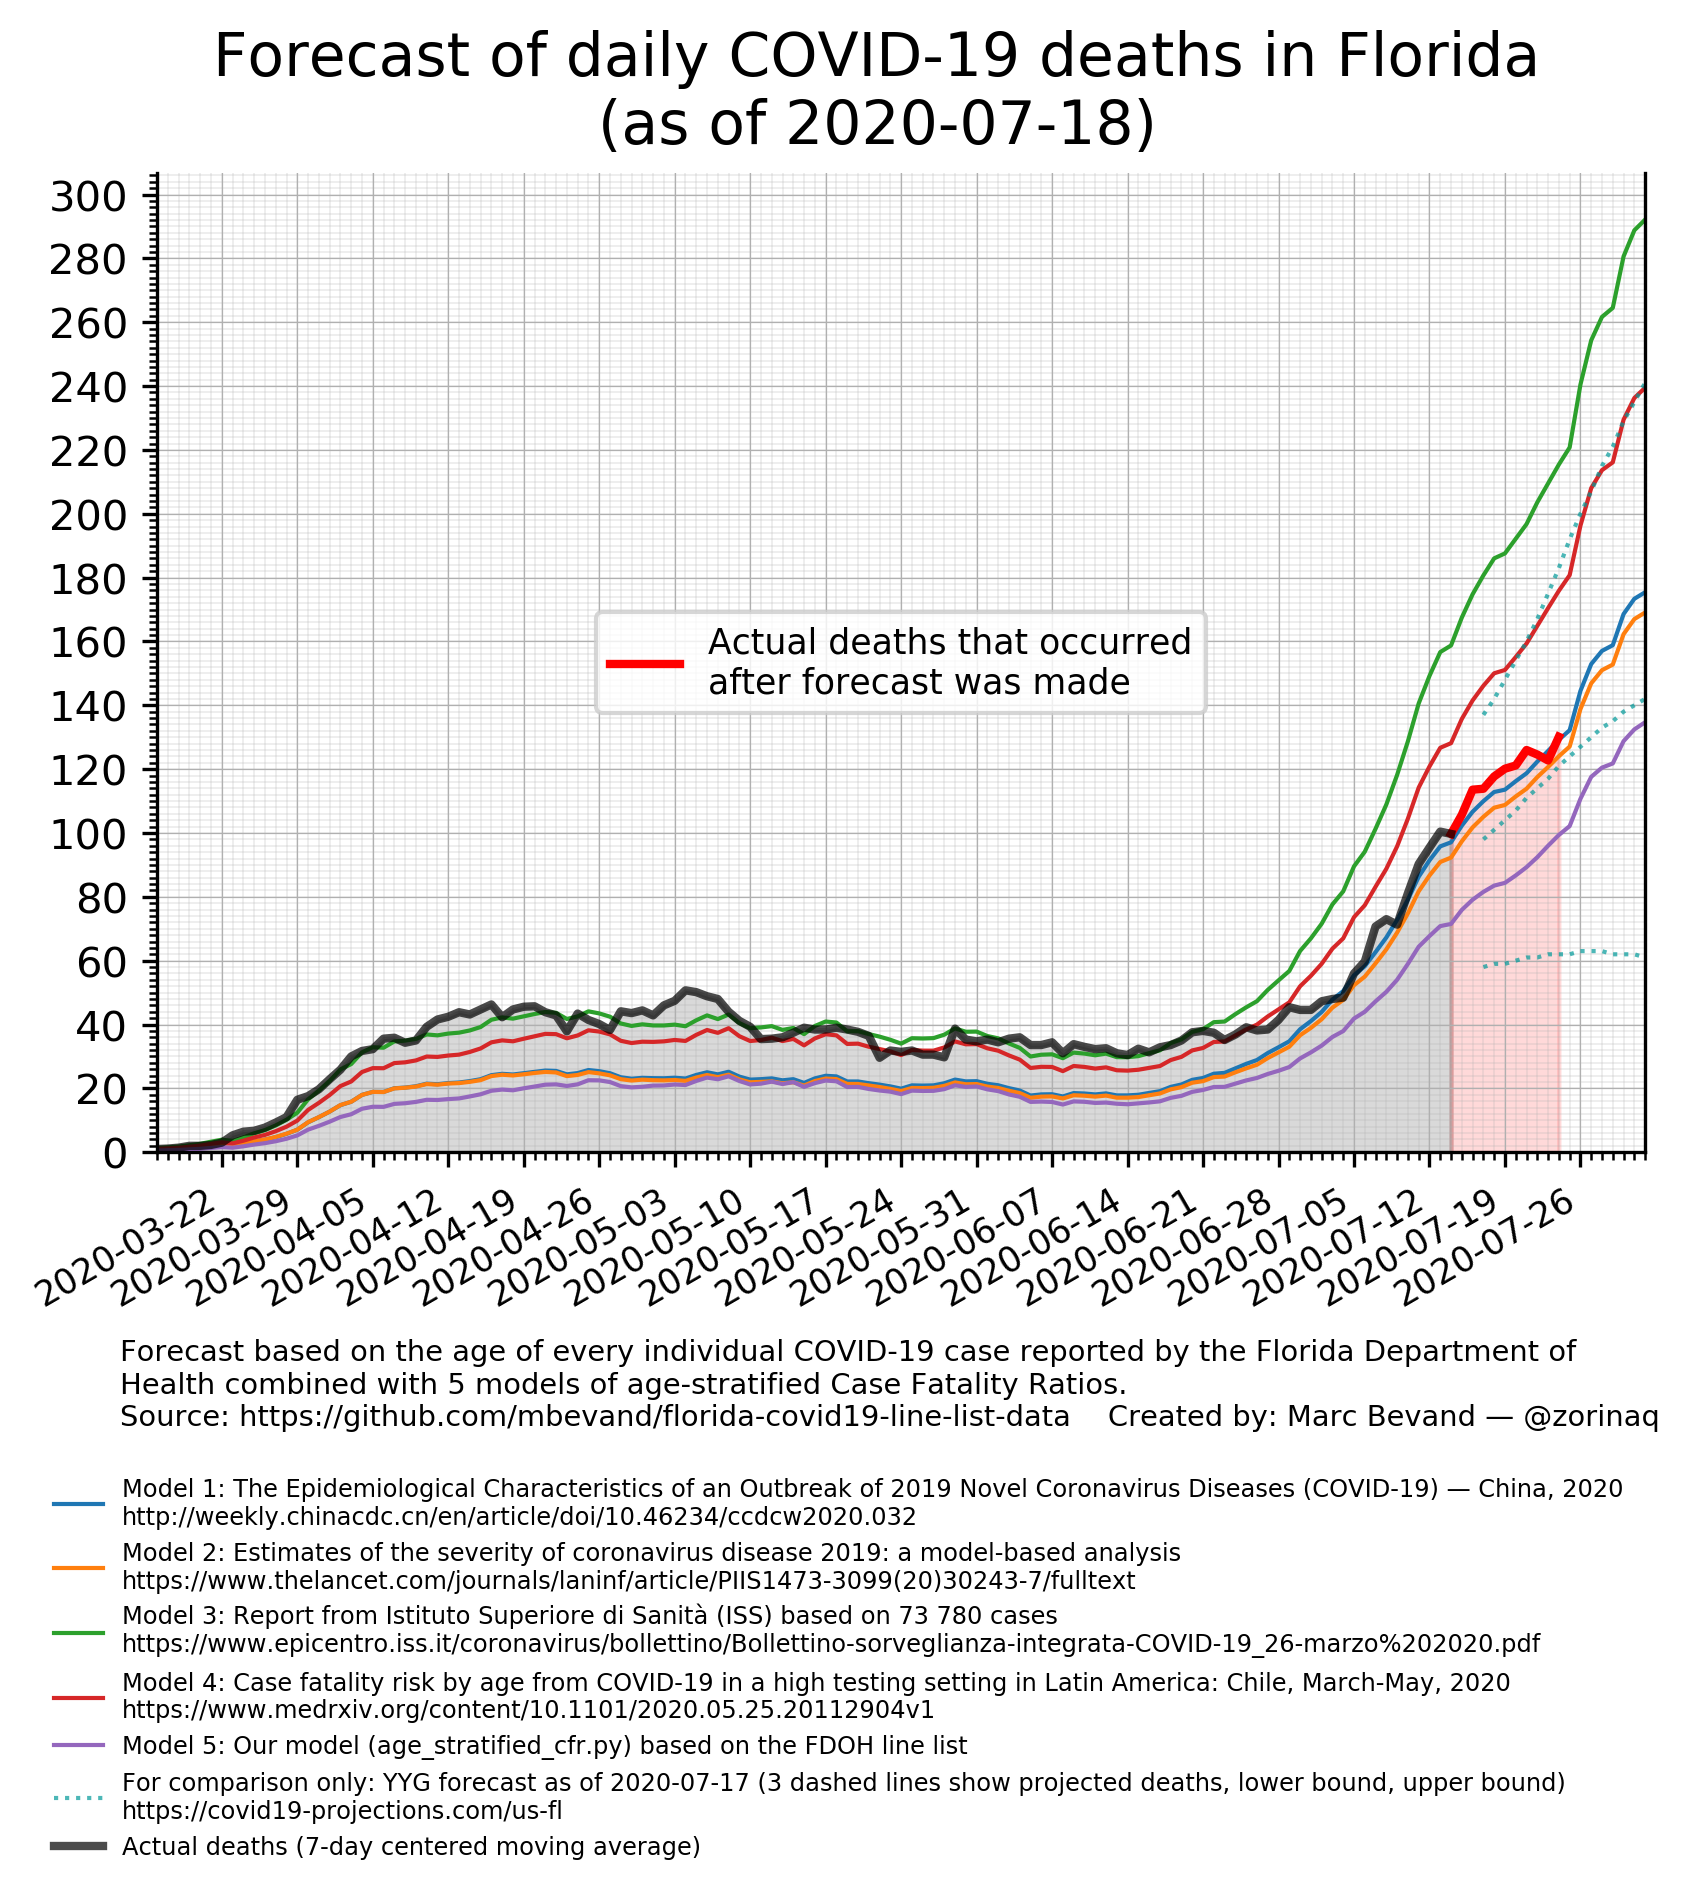 Forecast of daily COVID-19 deaths in Florida
(as of 2020-07-18)
300
280
260
240
220
200
180
160
140
120
100
80
60
40
20
0
Actual deaths that occurred
after forecast was made
2020-03-22
2020-03-29
2020-04-05
2020-04-12
2020-04-19
2020-04-26
2020-05-03
2020-05-10
2020-05-17
2020-05-24
2020-05-31
2020-06-07
2020-06-14
2020-06-21
2020-06-28
2020-07-05
2020-07-12
2020-07-19
2020-07-26
Forecast based on the age of every individual COVID-19 case reported by the Florida Department of
Health combined with 5 models of age-stratified Case Fatality Ratios.
Source: https://github.com/mbevand/florida-covid19-line-list-data    Created by: Marc Bevand — @zorinaq
Model 1: The Epidemiological Characteristics of an Outbreak of 2019 Novel Coronavirus Diseases (COVID-19) — China, 2020
http://weekly.chinacdc.cn/en/article/doi/10.46234/ccdcw2020.032
Model 2: Estimates of the severity of coronavirus disease 2019: a model-based analysis
https://www.thelancet.com/journals/laninf/article/PIIS1473-3099(20)30243-7/fulltext
Model 3: Report from Istituto Superiore di Sanità (ISS) based on 73 780 cases
https://www.epicentro.iss.it/coronavirus/bollettino/Bollettino-sorveglianza-integrata-COVID-19_26-marzo%202020.pdf
Model 4: Case fatality risk by age from COVID-19 in a high testing setting in Latin America: Chile, March-May, 2020
https://www.medrxiv.org/content/10.1101/2020.05.25.20112904v1
Model 5: Our model (age_stratified_cfr.py) based on the FDOH line list
For comparison only: YYG forecast as of 2020-07-17 (3 dashed lines show projected deaths, lower bound, upper bound)
https://covid19-projections.com/us-fl
Actual deaths (7-day centered moving average)